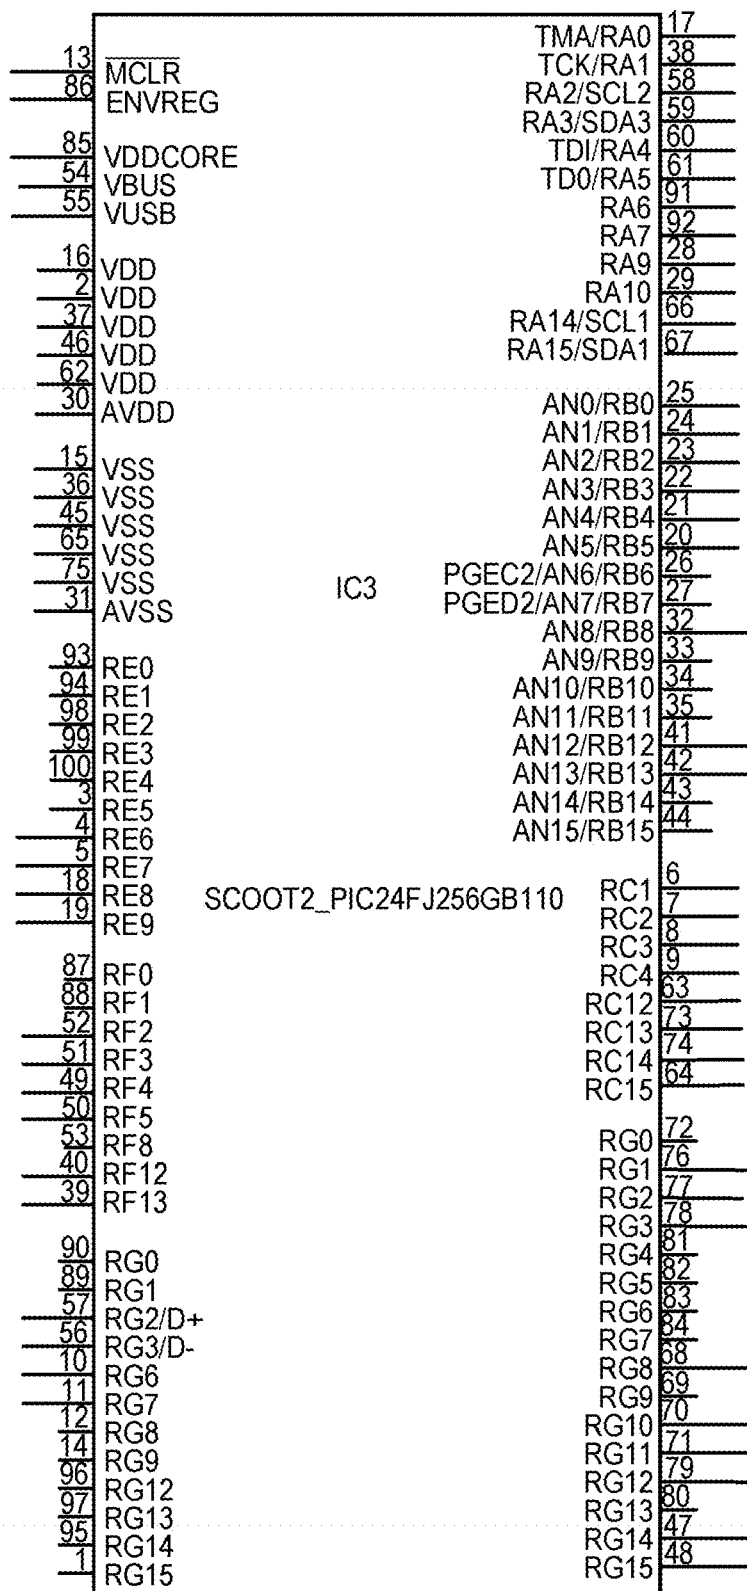 13 MCLR
86 ENVREG
85 VDDCORE
54 VBUS
55 VUSB
16 VDD
2 VDD
37 VDD
46 VDD
62 VDD
30 AVDD
15 VSS
36 VSS
45 VSS
65 VSS
75 VSS
31 AVSS
93 RE0
94 RE1
98 RE2
99 RE3
100 RE4
3 RE5
4 RE6
5 RE7
18 RE8
19 RE9
87 RF0
88 RF1
52 RF2
51 RF3
49 RF4
50 RF5
53 RF8
40 RF12
39 RF13
90 RG0
89 RG1
57 RG2/D+
56 RG3/D-
10 RG6
11 RG7
12 RG8
14 RG9
96 RG12
97 RG13
95 RG14
1 RG15
IC3
SCOOT2_PIC24FJ256GB110
TMA/RA0 17
TCK/RA1 38
RA2/SCL2 58
RA3/SDA3 59
TDI/RA4 60
TD0/RA5 61
RA6 91
RA7 92
RA9 28
RA10 29
RA14/SCL1 66
RA15/SDA1 67
AN0/RB0 25
AN1/RB1 24
AN2/RB2 23
AN3/RB3 22
AN4/RB4 21
AN5/RB5 20
PGEC2/AN6/RB6 26
PGED2/AN7/RB7 27
AN8/RB8 32
AN9/RB9 33
AN10/RB10 34
AN11/RB11 35
AN12/RB12 41
AN13/RB13 42
AN14/RB14 43
AN15/RB15 44
RC1 6
RC2 7
RC3 8
RC4 9
RC12 63
RC13 73
RC14 74
RC15 64
RG0 72
RG1 76
RG2 77
RG3 78
RG4 81
RG5 82
RG6 83
RG7 84
RG8 68
RG9 69
RG10 70
RG11 71
RG12 79
RG13 80
RG14 47
RG15 48